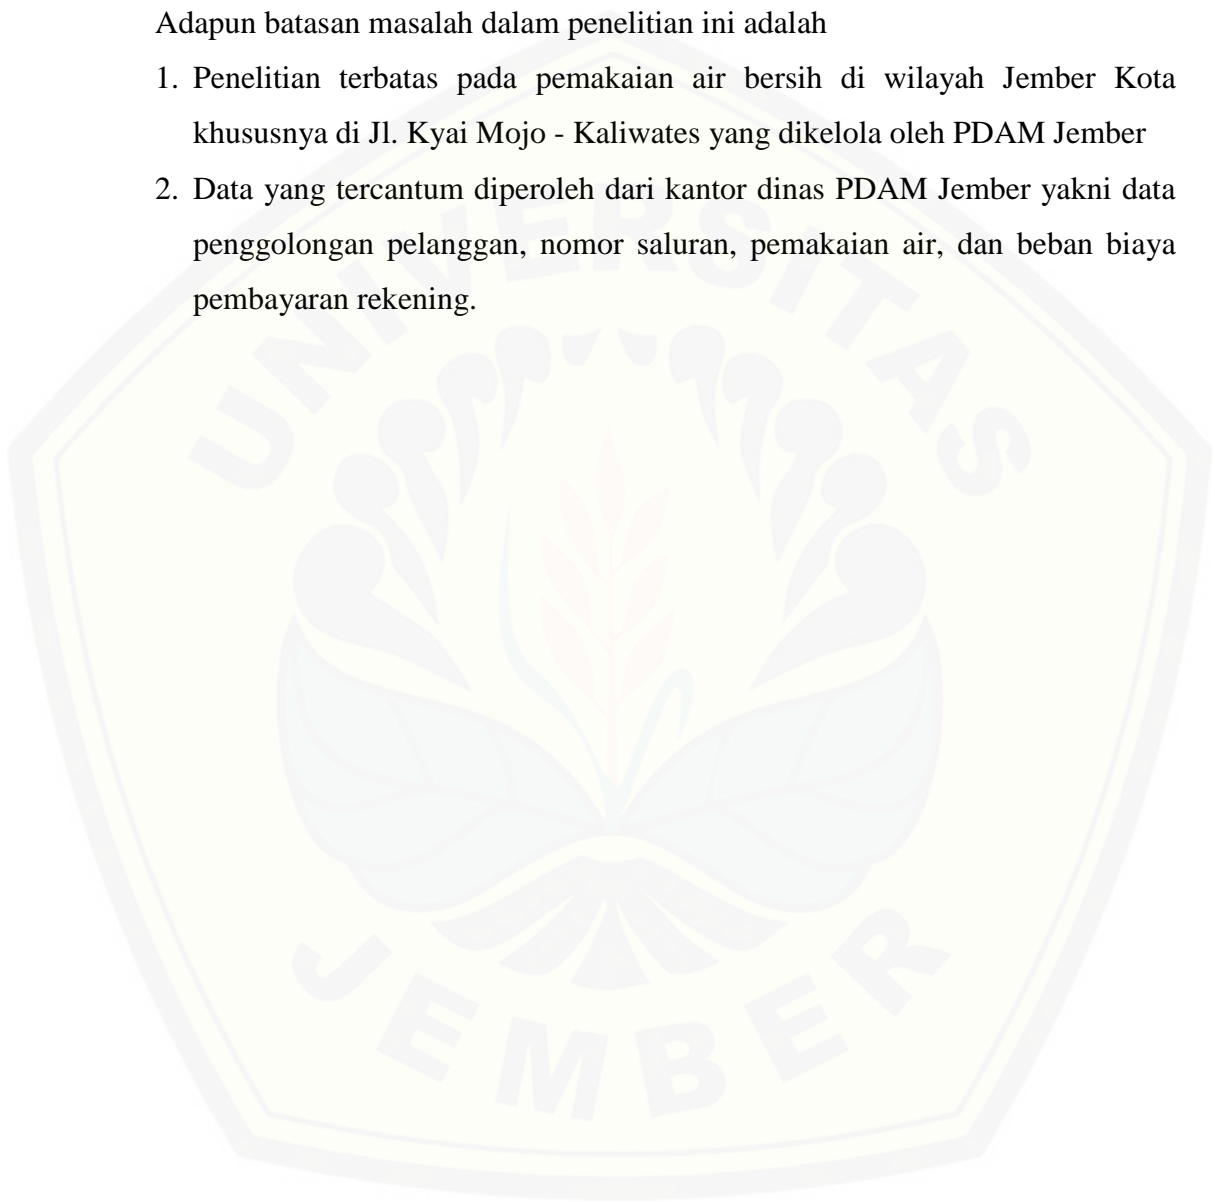 Adapun batasan masalah dalam penelitian ini adalah
1. Penelitian terbatas pada pemakaian air bersih di wilayah Jember Kota
khususnya di Jl. Kyai Mojo - Kaliwates yang dikelola oleh PDAM Jember
2. Data yang tercantum diperoleh dari kantor dinas PDAM Jember yakni data
penggolongan pelanggan, nomor saluran, pemakaian air, dan beban biaya
pembayaran rekening.
UNIVERSITAS
JEMBER